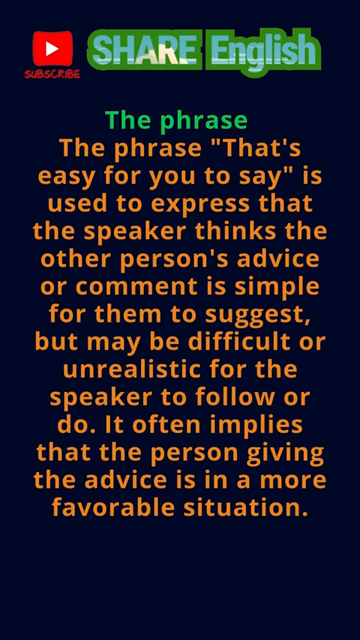 SHARE English
SUBSCRIBE
The phrase
The phrase "That's
easy for you to say" is
used to express that
the speaker thinks the
other person's advice
or comment is simple
for them to suggest,
but may be difficult or
unrealistic for the
speaker to follow or
do. It often implies
that the person giving
the advice is in a more
favorable situation.